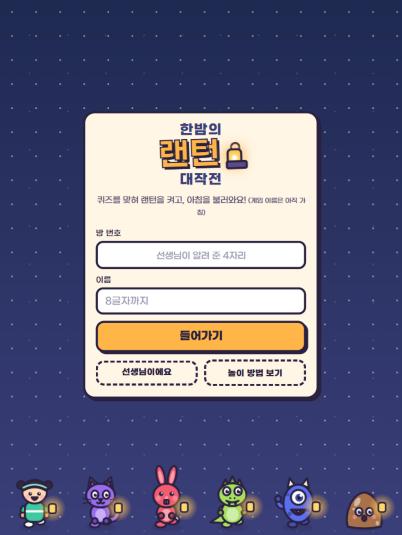 한밤의
랜턴
대작전
퀴즈를 맞혀 랜턴을 켜고, 아침을 불러와요! (게임 이름은 아직 가
칭)
방 번호
선생님이 알려 준 4자리
이름
8글자까지
들어가기
선생님이에요
놀이 방법 보기